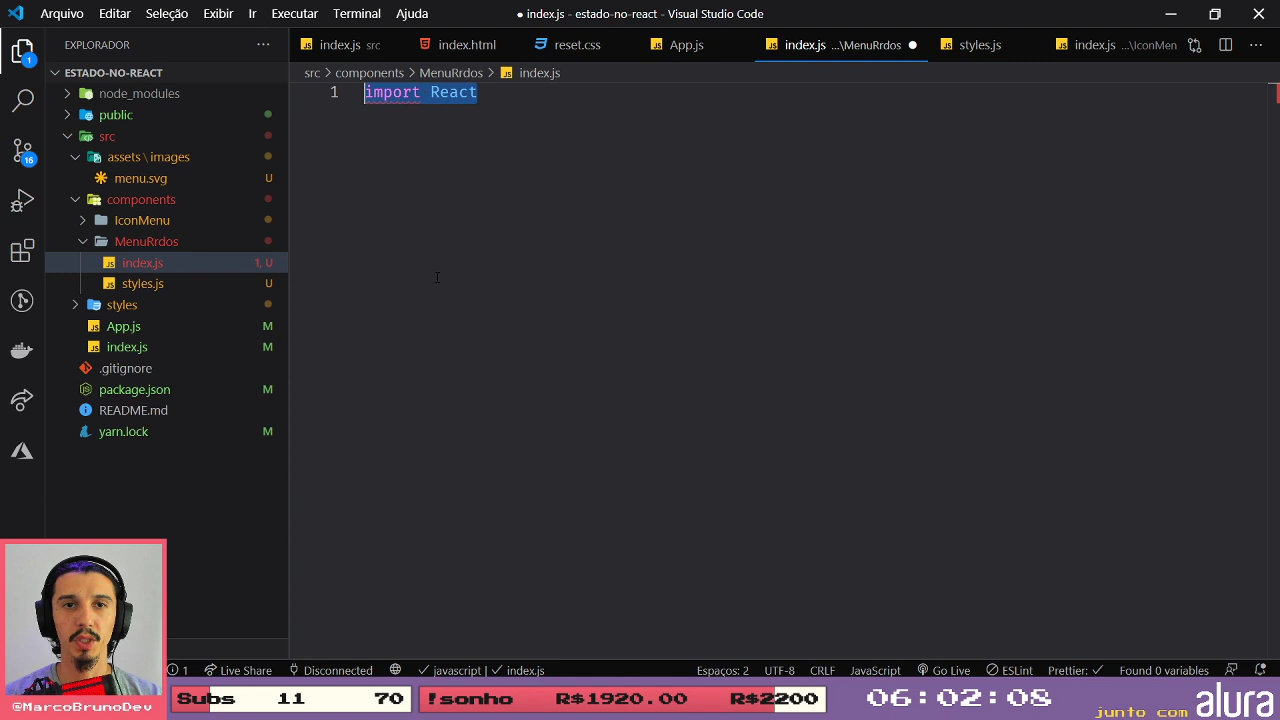 Arquivo Editar Seleção Exibir Ir Executar Terminal Ajuda
● index.js - estado-no-react - Visual Studio Code
EXPLORADOR
index.js src
index.html
reset.css
App.js
index.js ...\MenuRrdos
styles.js
index.js ...\IconMen
ESTADO-NO-REACT
src components MenuRrdos index.js
node_modules
1 import React
public
src
assets \ images
menu.svg U
components
IconMenu
MenuRrdos
index.js 1, U
styles.js U
styles
App.js M
index.js M
.gitignore
package.json M
README.md
yarn.lock M
1
16
1 Live Share Disconnected javascript | index.js Espaços: 2 UTF-8 CRLF JavaScript Go Live ESLint Prettier: Found 0 variables
@MarcoBrunoDev
Subs 11 70
!sonho R$1920.00 R$2200
06:02:08
junto com alura